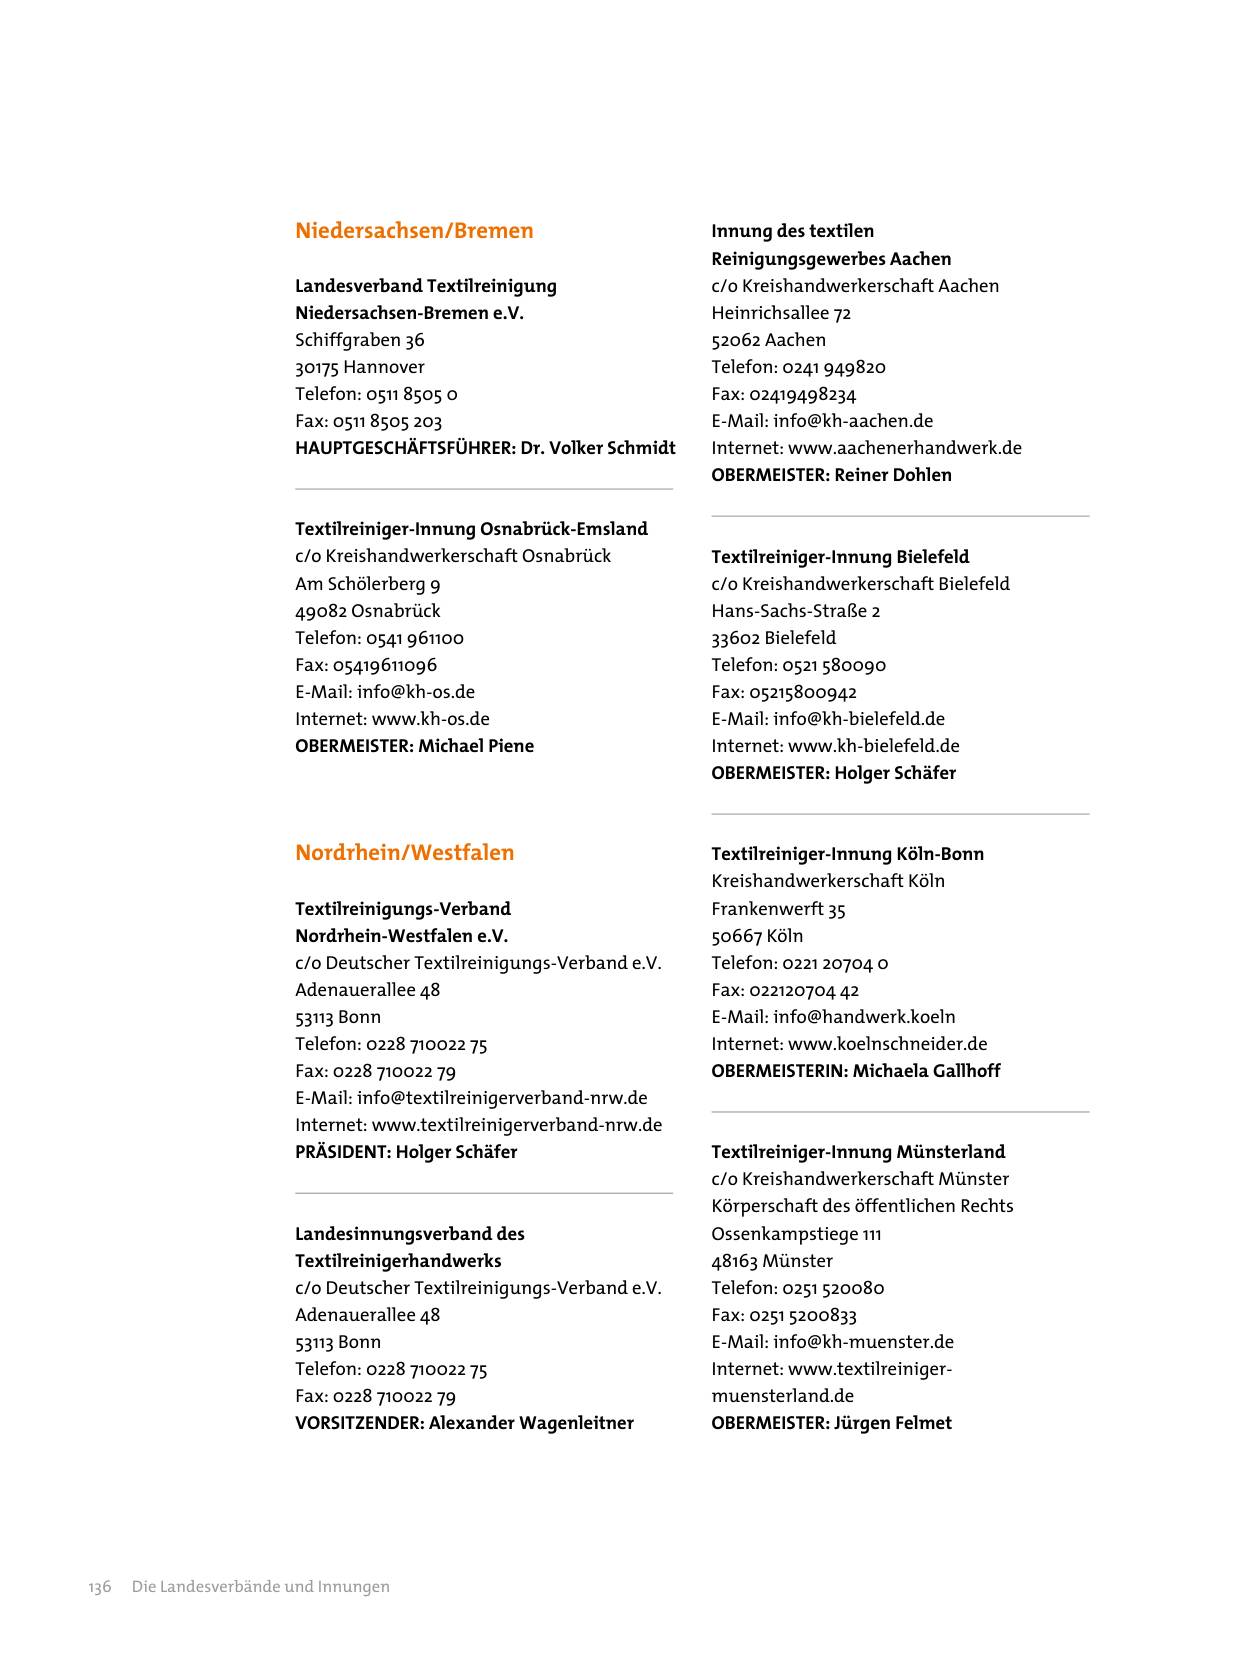 Niedersachsen/Bremen
Landesverband Textilreinigung
Niedersachsen-Bremen e.V.
Schiffgraben 36
30175 Hannover
Telefon: 0511 8505 0
Fax: 0511 8505 203
HAUPTGESCHÄFTSFÜHRER: Dr. Volker Schmidt
Textilreiniger-Innung Osnabrück-Emsland
c/o Kreishandwerkerschaft Osnabrück
Am Schölerberg 9
49082 Osnabrück
Telefon: 0541 961100
Fax: 05419611096
E-Mail: info@kh-os.de
Internet: www.kh-os.de
OBERMEISTER: Michael Piene
Nordrhein/Westfalen
Textilreinigungs-Verband
Nordrhein-Westfalen e.V.
c/o Deutscher Textilreinigungs-Verband e.V.
Adenauerallee 48
53113 Bonn
Telefon: 0228 710022 75
Fax: 0228 710022 79
E-Mail: info@textilreinigerverband-nrw.de
Internet: www.textilreinigerverband-nrw.de
PRÄSIDENT: Holger Schäfer
Landesinnungsverband des
Textilreinigerhandwerks
c/o Deutscher Textilreinigungs-Verband e.V.
Adenauerallee 48
53113 Bonn
Telefon: 0228 710022 75
Fax: 0228 710022 79
VORSITZENDER: Alexander Wagenleitner
Innung des textilen
Reinigungsgewerbes Aachen
c/o Kreishandwerkerschaft Aachen
Heinrichsallee 72
52062 Aachen
Telefon: 0241 949820
Fax: 02419498234
E-Mail: info@kh-aachen.de
Internet: www.aachenerhandwerk.de
OBERMEISTER: Reiner Dohlen
Textilreiniger-Innung Bielefeld
c/o Kreishandwerkerschaft Bielefeld
Hans-Sachs-Straße 2
33602 Bielefeld
Telefon: 0521 580090
Fax: 05215800942
E-Mail: info@kh-bielefeld.de
Internet: www.kh-bielefeld.de
OBERMEISTER: Holger Schäfer
Textilreiniger-Innung Köln-Bonn
Kreishandwerkerschaft Köln
Frankenwerft 35
50667 Köln
Telefon: 0221 20704 0
Fax: 022120704 42
E-Mail: info@handwerk.koeln
Internet: www.koelnschneider.de
OBERMEISTERIN: Michaela Gallhoff
Textilreiniger-Innung Münsterland
c/o Kreishandwerkerschaft Münster
Körperschaft des öffentlichen Rechts
Ossenkampstiege 111
48163 Münster
Telefon: 0251 520080
Fax: 0251 5200833
E-Mail: info@kh-muenster.de
Internet: www.textilreiniger-
muensterland.de
OBERMEISTER: Jürgen Felmet
136 Die Landesverbände und Innungen